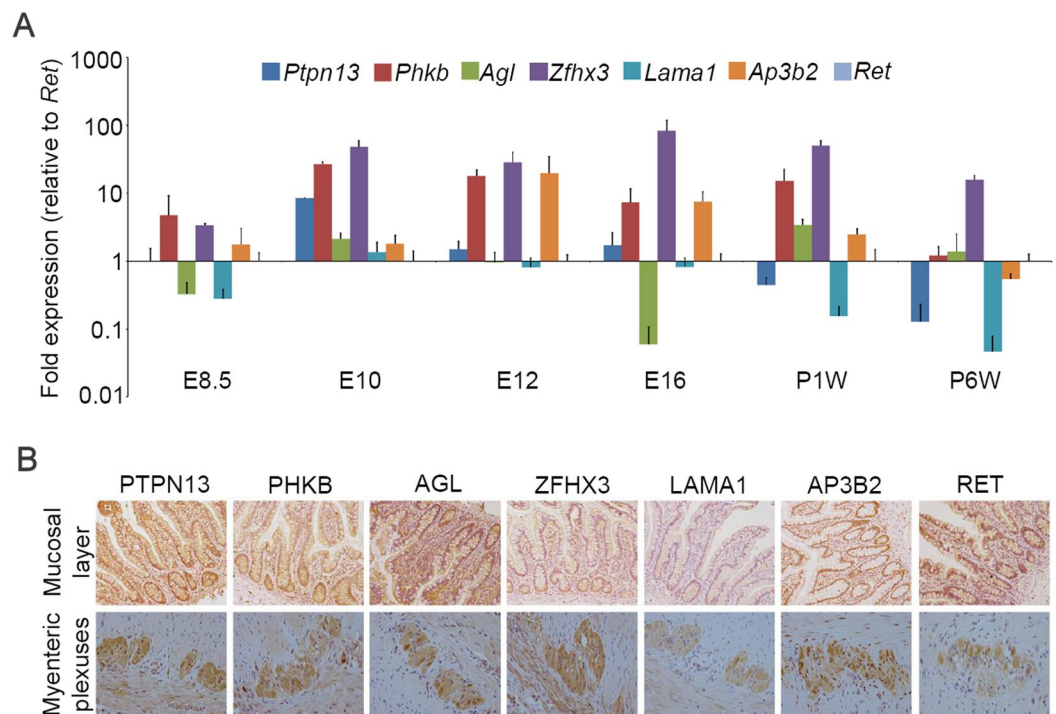 A
Fold expression (relative to Ret)
1000
100
10
1
0.1
0.01
Ptpn13 Phkb Agl Zfhx3 Lama1 Ap3b2 Ret
E8.5 E10 E12 E16 P1W P6W
B
PTPN13 PHKB AGL ZFHX3 LAMA1 AP3B2 RET
Mucosal
layer
Myenteric
plexuses